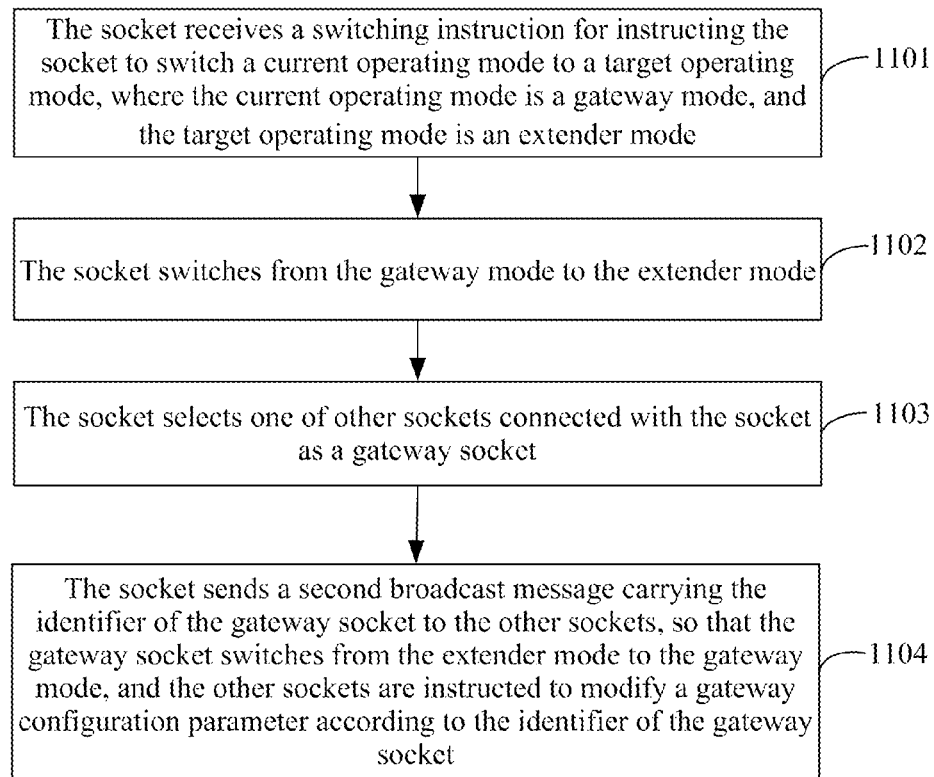 The socket receives a switching instruction for instructing the
socket to switch a current operating mode to a target operating
mode, where the current operating mode is a gateway mode, and
the target operating mode is an extender mode
1101
The socket switches from the gateway mode to the extender mode
1102
The socket selects one of other sockets connected with the socket
as a gateway socket
1103
The socket sends a second broadcast message carrying the
identifier of the gateway socket to the other sockets, so that the
gateway socket switches from the extender mode to the gateway
mode, and the other sockets are instructed to modify a gateway
configuration parameter according to the identifier of the gateway
socket
1104